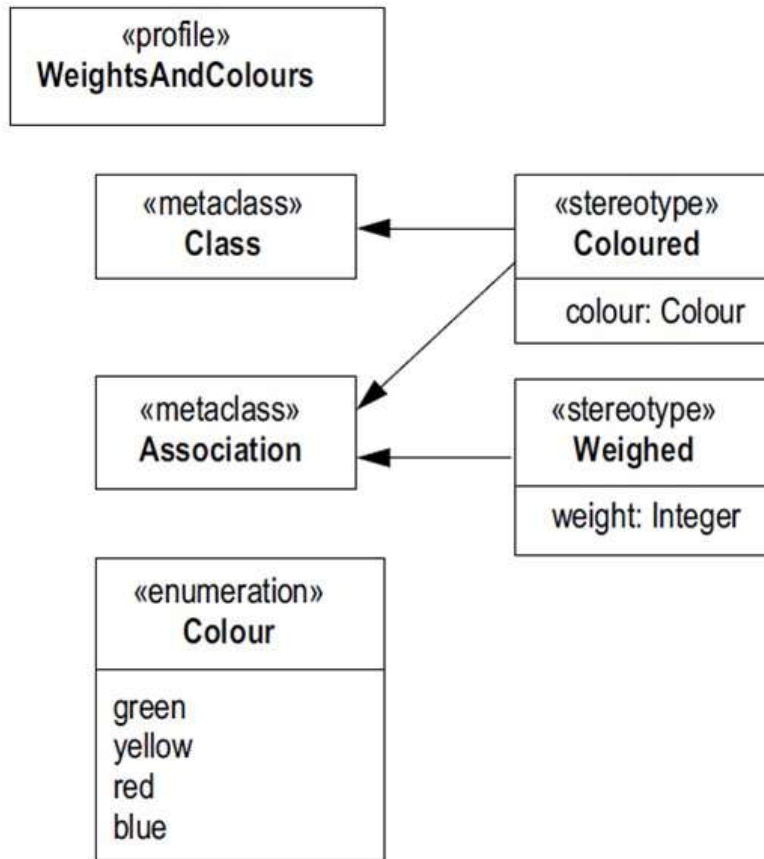 «profile»
WeightsAndColours
«metaclass»
Class
«stereotype»
Coloured
colour: Colour
«metaclass»
Association
«stereotype»
Weighed
weight: Integer
«enumeration»
Colour
green
yellow
red
blue